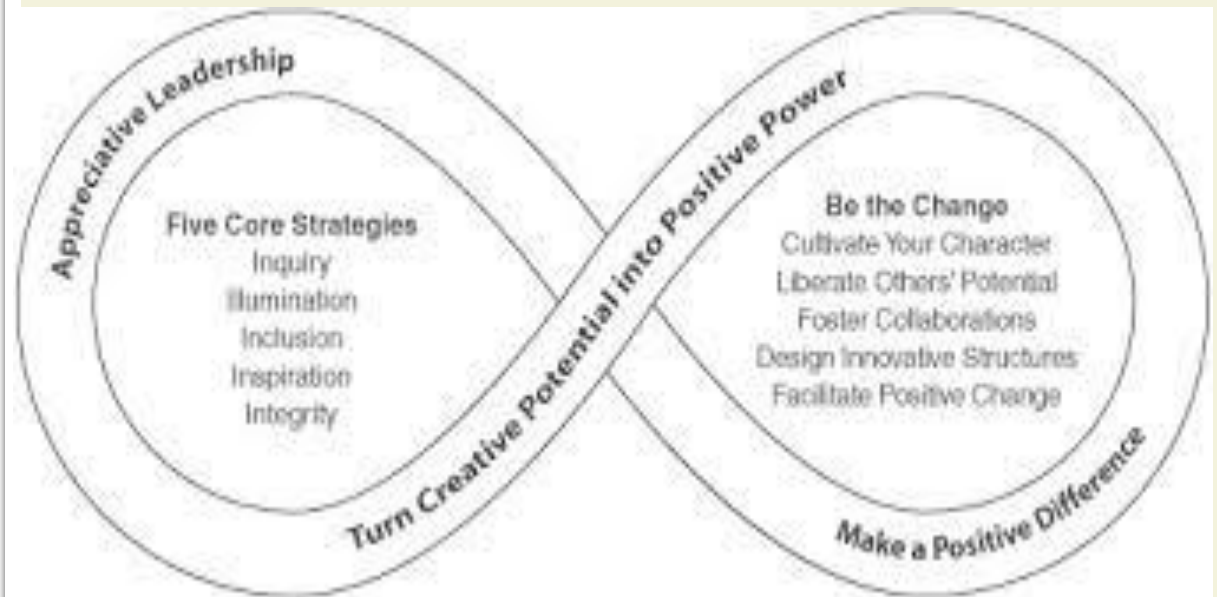 Appreciative Leadership
Five Core Strategies
Inquiry
Illumination
Inclusion
Inspiration
Integrity
Turn Creative Potential into Positive Power
Be the Change
Cultivate Your Character
Liberate Others' Potential
Foster Collaborations
Design Innovative Structures
Facilitate Positive Change
Make a Positive Difference